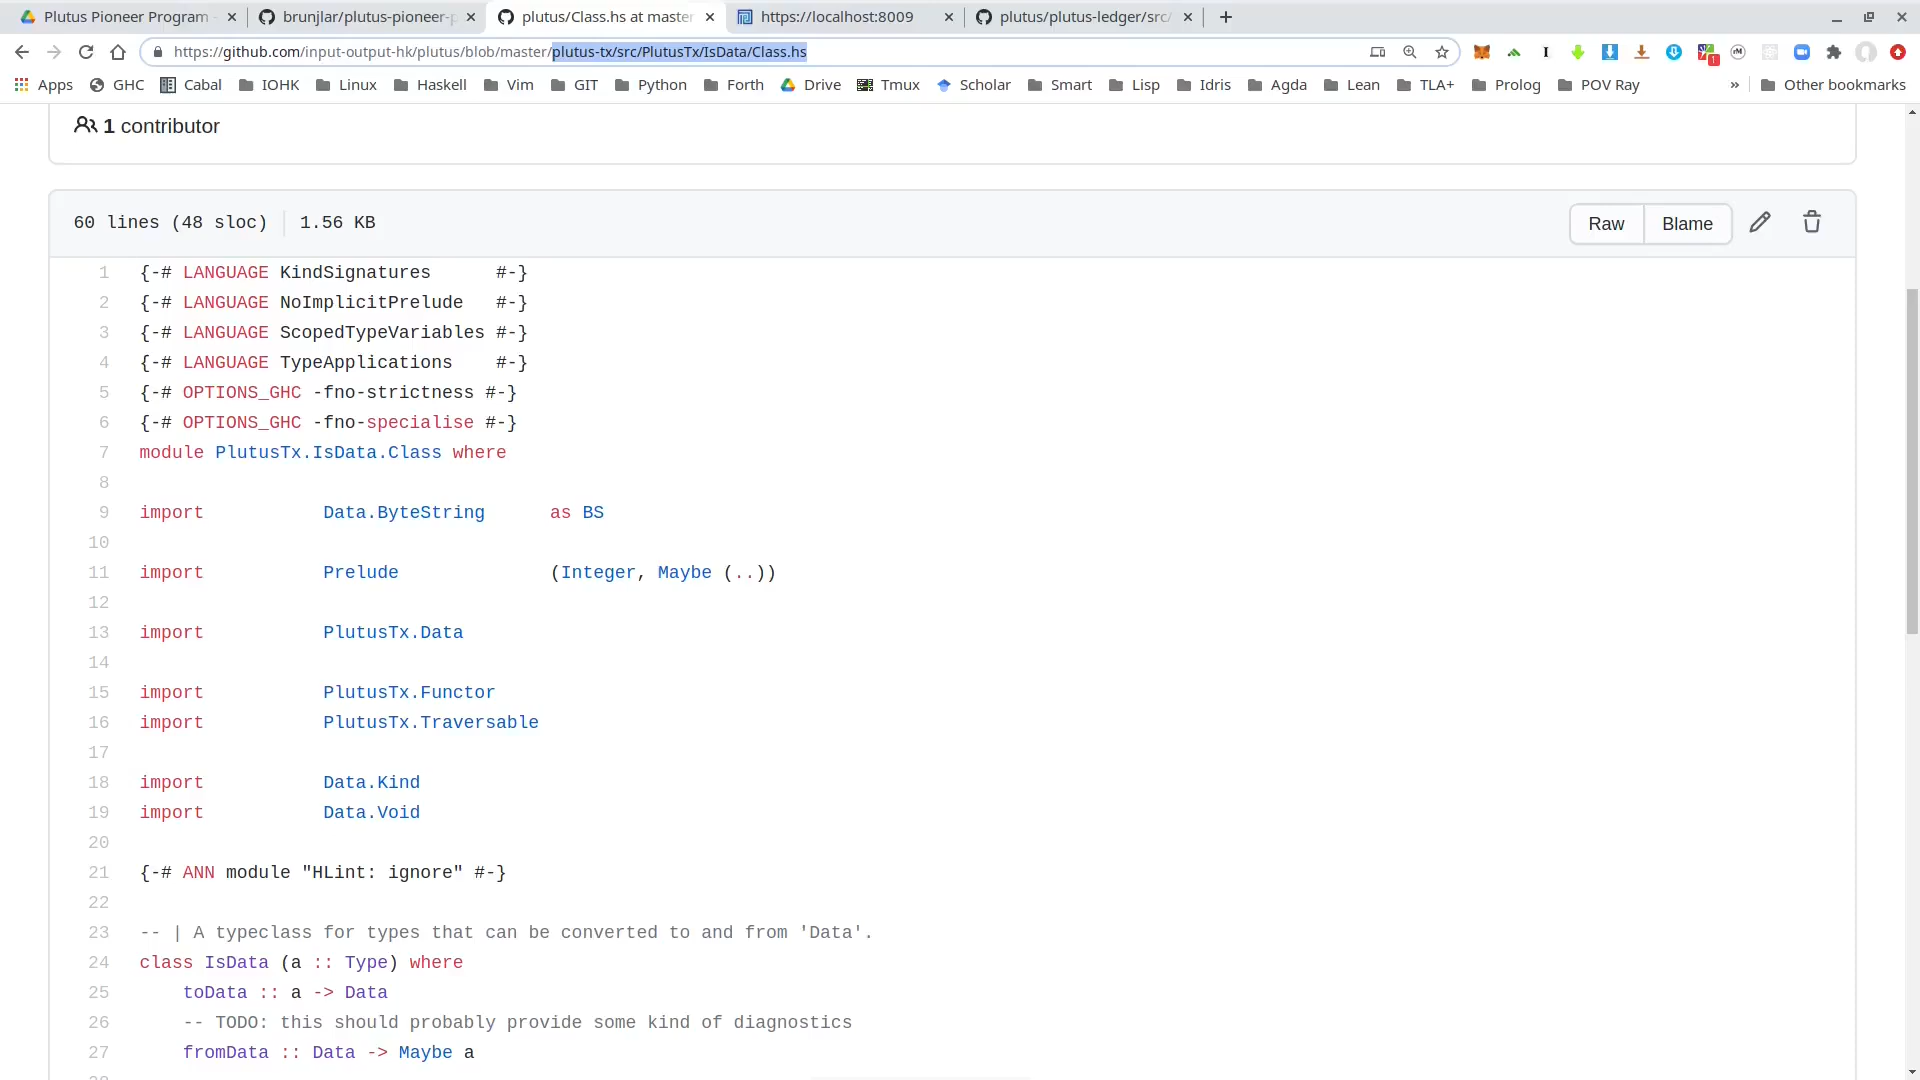 Plutus Pioneer Program - brunjlar/plutus-pioneer-p plutus/Class.hs at master https://localhost:8009 plutus/plutus-ledger/src/
https://github.com/input-output-hk/plutus/blob/master/plutus-tx/src/PlutusTx/IsData/Class.hs
Apps GHC Cabal IOHK Linux Haskell Vim GIT Python Forth Drive Tmux Scholar Smart Lisp Idris Agda Lean TLA+ Prolog POV Ray » Other bookmarks
1 contributor
60 lines (48 sloc) 1.56 KB Raw Blame
1 {-# LANGUAGE KindSignatures      #-}
2 {-# LANGUAGE NoImplicitPrelude   #-}
3 {-# LANGUAGE ScopedTypeVariables #-}
4 {-# LANGUAGE TypeApplications    #-}
5 {-# OPTIONS_GHC -fno-strictness #-}
6 {-# OPTIONS_GHC -fno-specialise #-}
7 module PlutusTx.IsData.Class where
8
9 import           Data.ByteString      as BS
10
11 import           Prelude              (Integer, Maybe (..))
12
13 import           PlutusTx.Data
14
15 import           PlutusTx.Functor
16 import           PlutusTx.Traversable
17
18 import           Data.Kind
19 import           Data.Void
20
21 {-# ANN module "HLint: ignore" #-}
22
23 -- | A typeclass for types that can be converted to and from 'Data'.
24 class IsData (a :: Type) where
25     toData :: a -> Data
26     -- TODO: this should probably provide some kind of diagnostics
27     fromData :: Data -> Maybe a